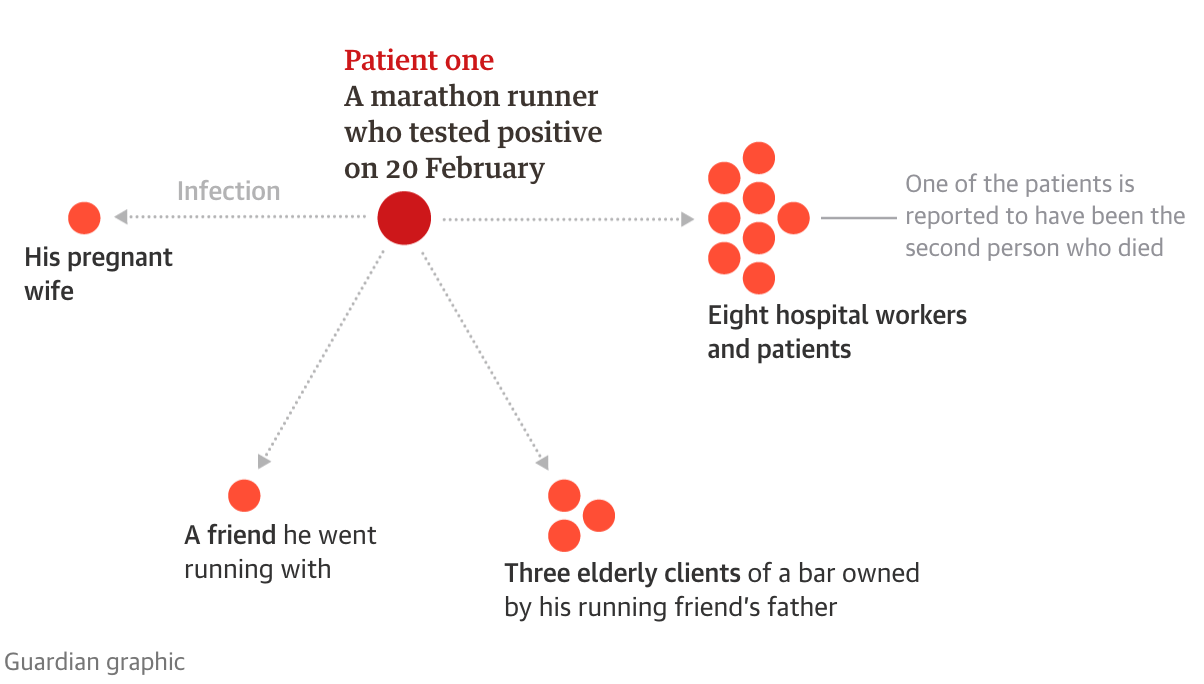 Patient one
A marathon runner
who tested positive
on 20 February
Infection
His pregnant
wife
One of the patients is
reported to have been the
second person who died
Eight hospital workers
and patients
A friend he went
running with
Three elderly clients of a bar owned
by his running friend’s father
Guardian graphic